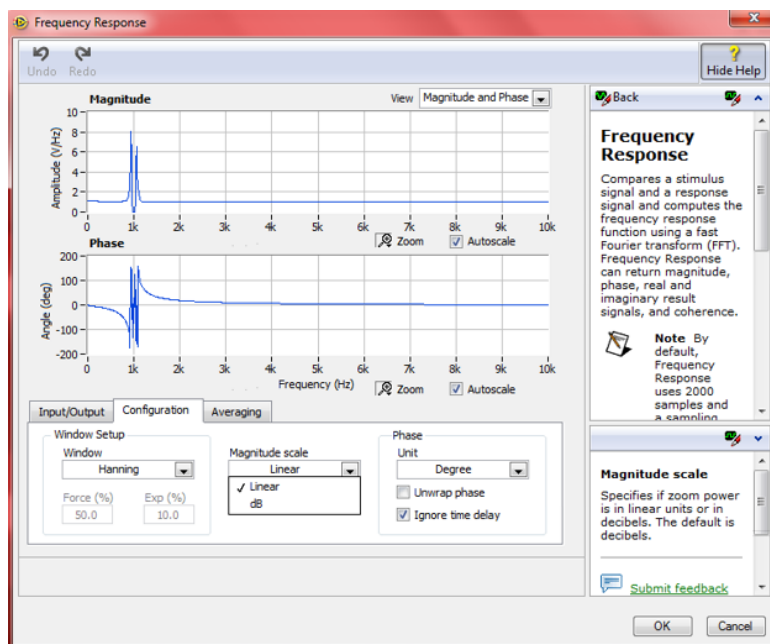 Frequency Response
Undo Redo
Hide Help
Magnitude
View Magnitude and Phase
10
8
6
4
2
0
Amplitude (V/Hz)
0 1k 2k 3k 4k 5k 6k 7k 8k 9k 10k
Zoom Autoscale
Phase
200
100
0
-100
-200
Angle (deg)
0 1k 2k 3k 4k 5k 6k 7k 8k 9k 10k
Frequency (Hz)
Zoom Autoscale
Input/Output Configuration Averaging
Window Setup
Window
Hanning
Force (%) Exp (%)
50.0 10.0
Magnitude scale
Linear
✓ Linear
dB
Phase
Unit
Degree
Unwrap phase
Ignore time delay
Back
Frequency
Response
Compares a stimulus
signal and a response
signal and computes the
frequency response
function using a fast
Fourier transform (FFT).
Frequency Response
can return magnitude,
phase, real and
imaginary result
signals, and coherence.
Note By
default,
Frequency
Response
uses 2000
samples and
a sampling
Magnitude scale
Specifies if zoom power
is in linear units or in
decibels. The default is
decibels.
Submit feedback
OK Cancel